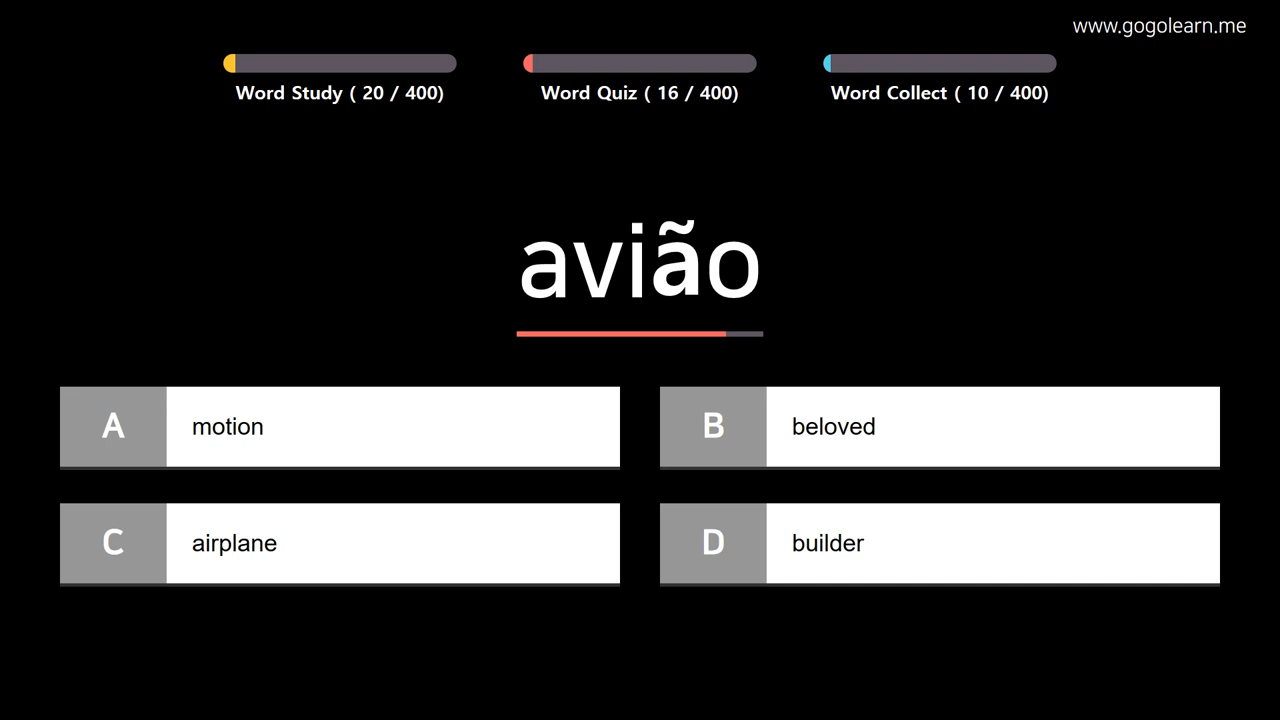 www.gogolearn.me
Word Study ( 20 / 400)
Word Quiz ( 16 / 400)
Word Collect ( 10 / 400)
avião
A motion
B beloved
C airplane
D builder